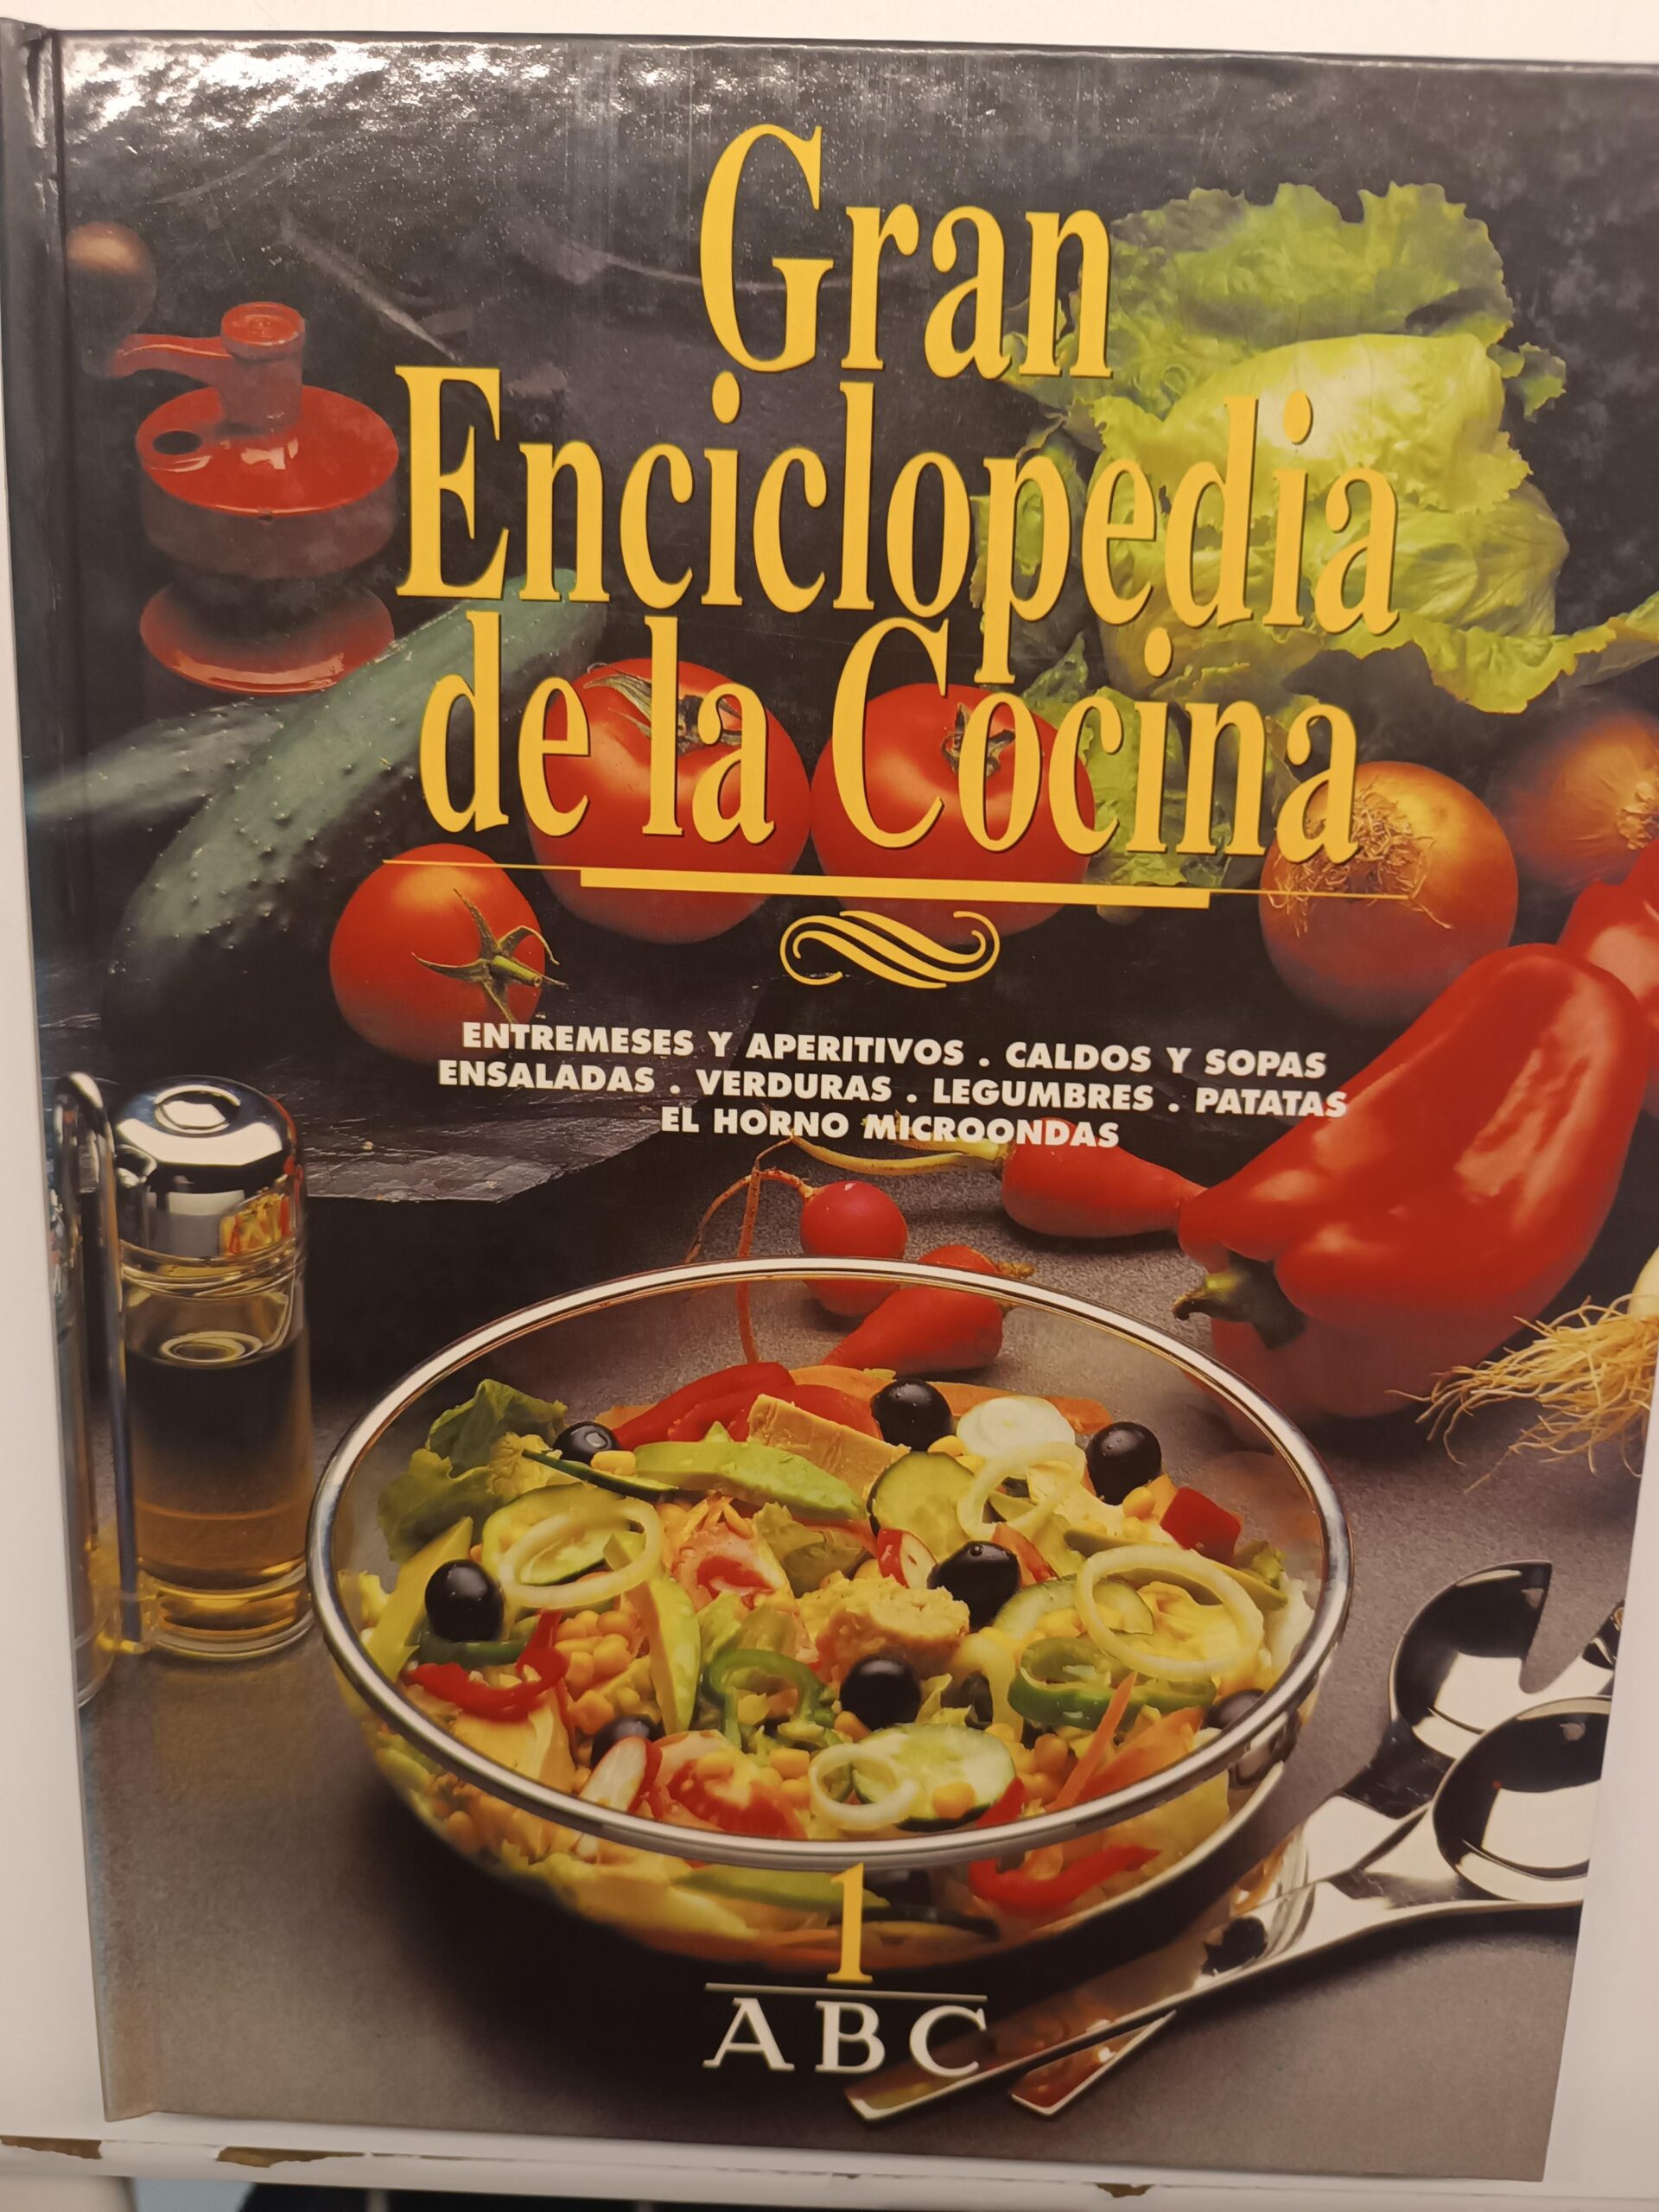 Gran
Enciclopedia
de la Cocina
ENTREMESES Y APERITIVOS . CALDOS Y SOPAS
ENSALADAS . VERDURAS . LEGUMBRES . PATATAS
EL HORNO MICROONDAS
1
ABC